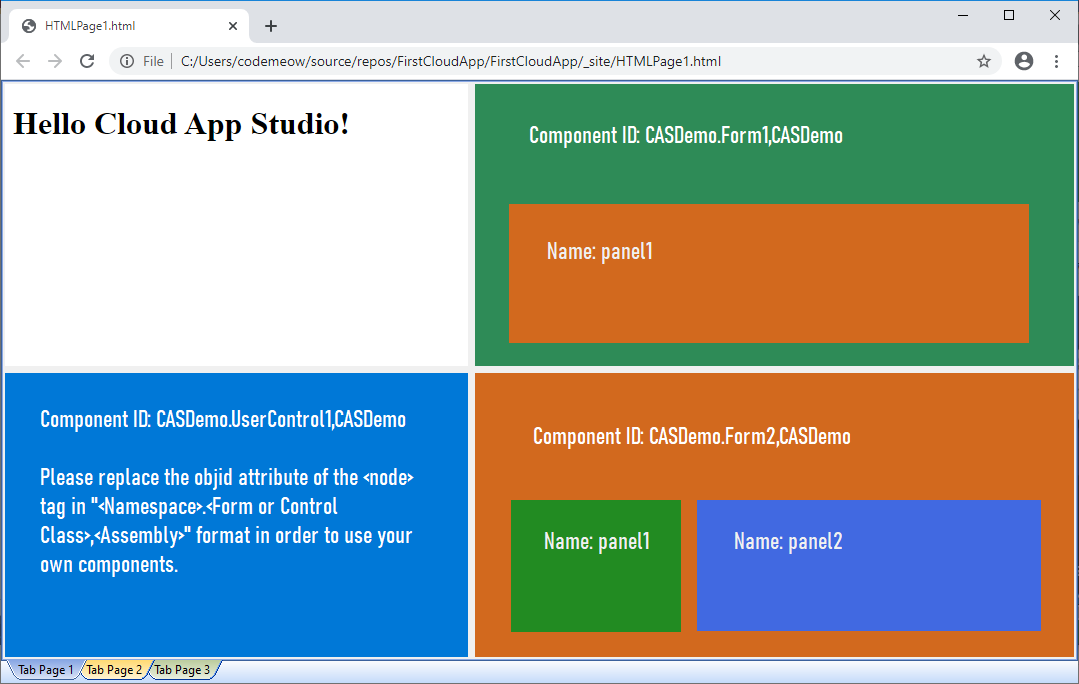 HTMLPage1.html
File
C:/Users/codemeow/source/repos/FirstCloudApp/FirstCloudApp/_site/HTMLPage1.html
Hello Cloud App Studio!
Component ID: CASDemo.Form1,CASDemo
Name: panel1
Component ID: CASDemo.UserControl1,CASDemo
Please replace the objid attribute of the <node>
tag in "<Namespace>.<Form or Control
Class>,<Assembly>" format in order to use your
own components.
Component ID: CASDemo.Form2,CASDemo
Name: panel1
Name: panel2
Tab Page 1
Tab Page 2
Tab Page 3